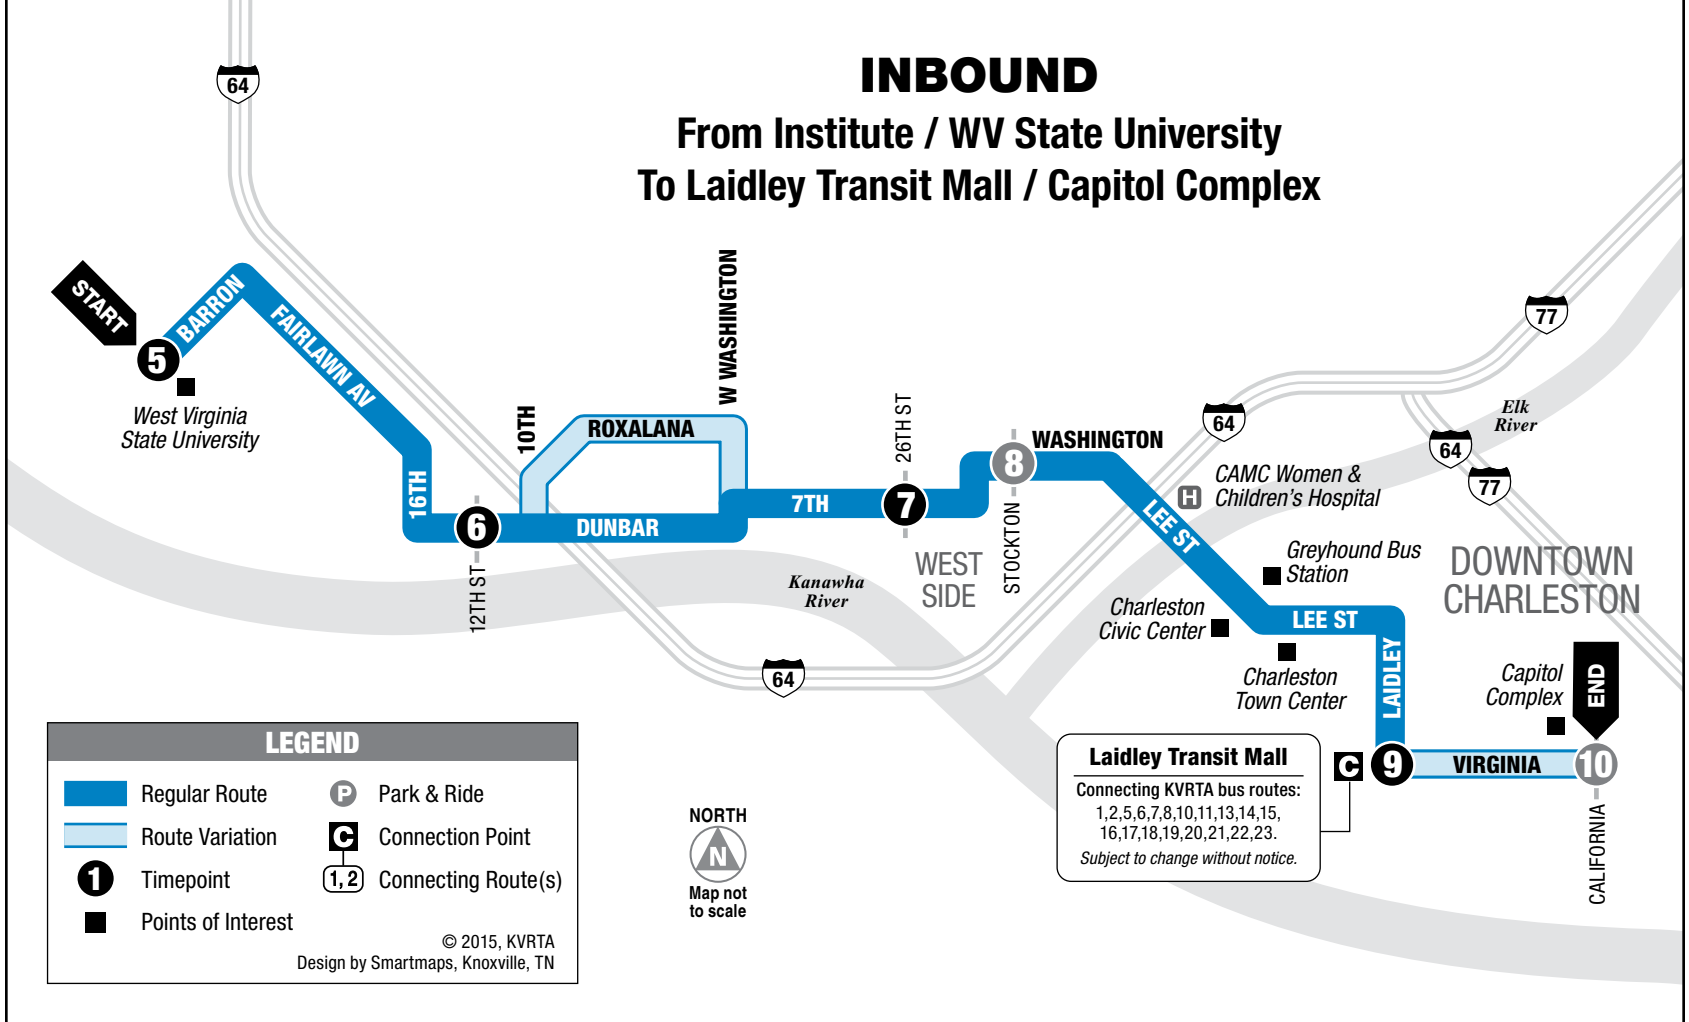 INBOUND
From Institute / WV State University
To Laidley Transit Mall / Capitol Complex
64
START
5
BARRON
FAIRLAWN AV
West Virginia
State University
16TH
6
12TH ST
10TH
ROXALANA
W WASHINGTON
DUNBAR
7TH
26TH ST
7
WEST
SIDE
8
STOCKTON
WASHINGTON
LEE ST
64
77
64
77
Elk
River
H
CAMC Women &
Children's Hospital
Greyhound Bus
Station
DOWNTOWN
CHARLESTON
Charleston
Civic Center
LEE ST
Charleston
Town Center
LAIDLEY
Capitol
Complex
END
Kanawha
River
64
9
VIRGINIA
10
CALIFORNIA
C
Laidley Transit Mall
Connecting KVRTA bus routes:
1,2,5,6,7,8,10,11,13,14,15,
16,17,18,19,20,21,22,23.
Subject to change without notice.
NORTH
N
Map not
to scale
LEGEND
Regular Route
P Park & Ride
Route Variation
C Connection Point
1 Timepoint
1, 2 Connecting Route(s)
Points of Interest
© 2015, KVRTA
Design by Smartmaps, Knoxville, TN